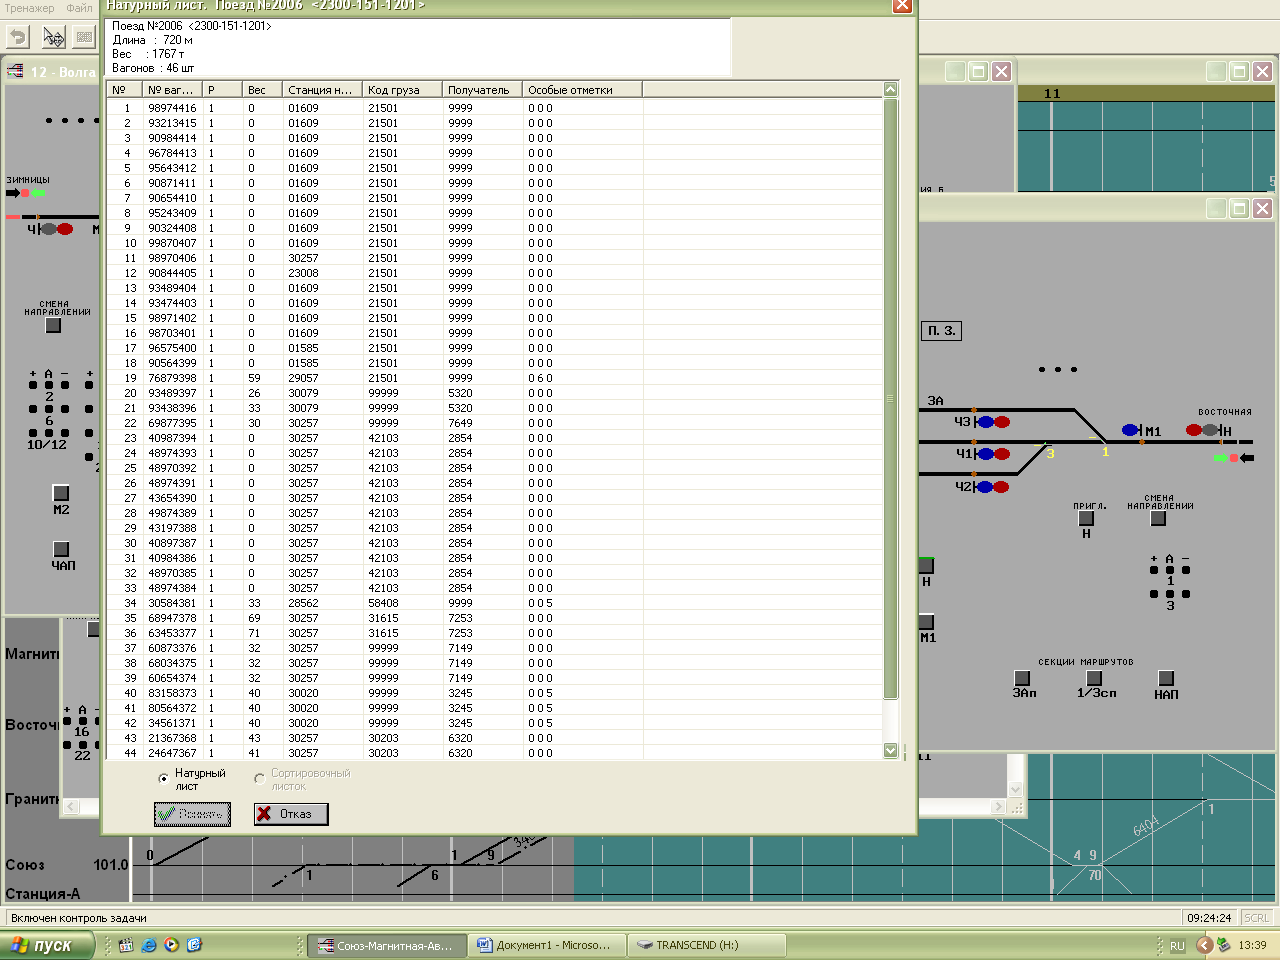 Натурный лист. Поезд №2006 <2300-151-1201>
Тренажер Файл
Поезд №2006 <2300-151-1201>
Длина : 720 м
Вес : 1767 т
Вагонов : 46 шт
12 - Волга
№ № ваг... Р Вес Станция н... Код груза Получатель Особые отметки
1 98974416 1 0 01609 21501 9999 0 0 0
2 93213415 1 0 01609 21501 9999 0 0 0
3 90984414 1 0 01609 21501 9999 0 0 0
4 96784413 1 0 01609 21501 9999 0 0 0
5 95643412 1 0 01609 21501 9999 0 0 0
6 90871411 1 0 01609 21501 9999 0 0 0
7 90654410 1 0 01609 21501 9999 0 0 0
8 95243409 1 0 01609 21501 9999 0 0 0
9 90324408 1 0 01609 21501 9999 0 0 0
10 99870407 1 0 01609 21501 9999 0 0 0
11 98970406 1 0 30257 21501 9999 0 0 0
12 90844405 1 0 23008 21501 9999 0 0 0
13 93489404 1 0 01609 21501 9999 0 0 0
14 93474403 1 0 01609 21501 9999 0 0 0
15 98971402 1 0 01609 21501 9999 0 0 0
16 98703401 1 0 01609 21501 9999 0 0 0
17 96575400 1 0 01585 21501 9999 0 0 0
18 90564399 1 0 01585 21501 9999 0 0 0
19 76879398 1 59 29057 21501 9999 0 6 0
20 93489397 1 26 30079 99999 5320 0 0 0
21 93438396 1 33 30079 99999 5320 0 0 0
22 69877395 1 30 30257 99999 7649 0 0 0
23 40987394 1 0 30257 42103 2854 0 0 0
24 48974393 1 0 30257 42103 2854 0 0 0
25 48970392 1 0 30257 42103 2854 0 0 0
26 48974391 1 0 30257 42103 2854 0 0 0
27 43654390 1 0 30257 42103 2854 0 0 0
28 49874389 1 0 30257 42103 2854 0 0 0
29 43197388 1 0 30257 42103 2854 0 0 0
30 40897387 1 0 30257 42103 2854 0 0 0
31 40984386 1 0 30257 42103 2854 0 0 0
32 48970385 1 0 30257 42103 2854 0 0 0
33 48974384 1 0 30257 42103 2854 0 0 0
34 30584381 1 33 28562 58408 9999 0 0 5
35 68947378 1 69 30257 31615 7253 0 0 0
36 63453377 1 71 30257 31615 7253 0 0 0
37 60873376 1 32 30257 99999 7149 0 0 0
38 68034375 1 32 30257 99999 7149 0 0 0
39 60654374 1 32 30257 99999 7149 0 0 0
40 83158373 1 40 30020 99999 3245 0 0 5
41 80564372 1 40 30020 99999 3245 0 0 5
42 34561371 1 40 30020 99999 3245 0 0 5
43 21367368 1 43 30257 30203 6320 0 0 0
44 24647367 1 41 30257 30203 6320 0 0 0
Натурный лист
Сортировочный листок
Отказ
ЗИМНИЦЫ
Ч
СМЕНА
НАПРАВЛЕНИЙ
+ А - +
2
6
10/12
М2
ЧАП
+ А
16
22
11
П. З.
3А
Ч3
Ч1
Ч2
3
1
М1
Н
ВОСТОЧНАЯ
ПРИГЛ.
Н
СМЕНА
НАПРАВЛЕНИЙ
+ А -
1
3
Н
М1
СЕКЦИИ МАРШРУТОВ
3Ап
1/3сп
НАП
11
Магнит
Восточ
Гранит
Союз 101.0
Станция-А
0
1
6
1 9
6404
1
4 9
70
Включен контроль задачи
09:24:24
SCRL
пуск
Союз-Магнитная-Ав...
Документ1 - Microso...
TRANSCEND (H:)
RU
13:39